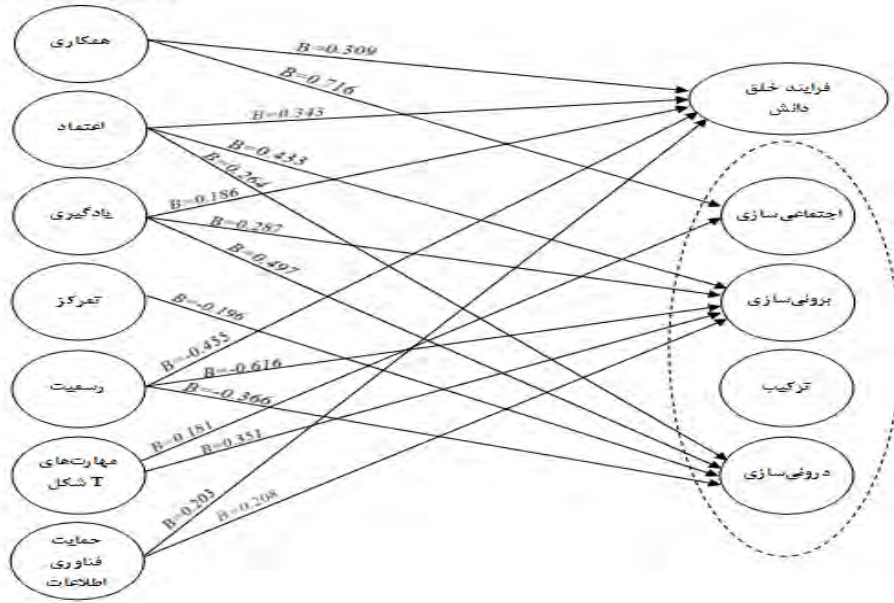 همکاری
اعتماد
یادگیری
تمرکز
رسمیت
مهارت‌های
T شکل
حمایت
فناوری
اطلاعات
B=0.309
B=0.716
B=0.343
B=0.433
B=0.264
B=0.186
B=0.287
B=0.497
B=-0.196
B=-0.455
B=-0.616
B=-0.366
B=0.181
B=0.351
B=0.203
B=0.208
فرایند خلق
دانش
اجتماعی‌سازی
برونی‌سازی
ترکیب
درونی‌سازی